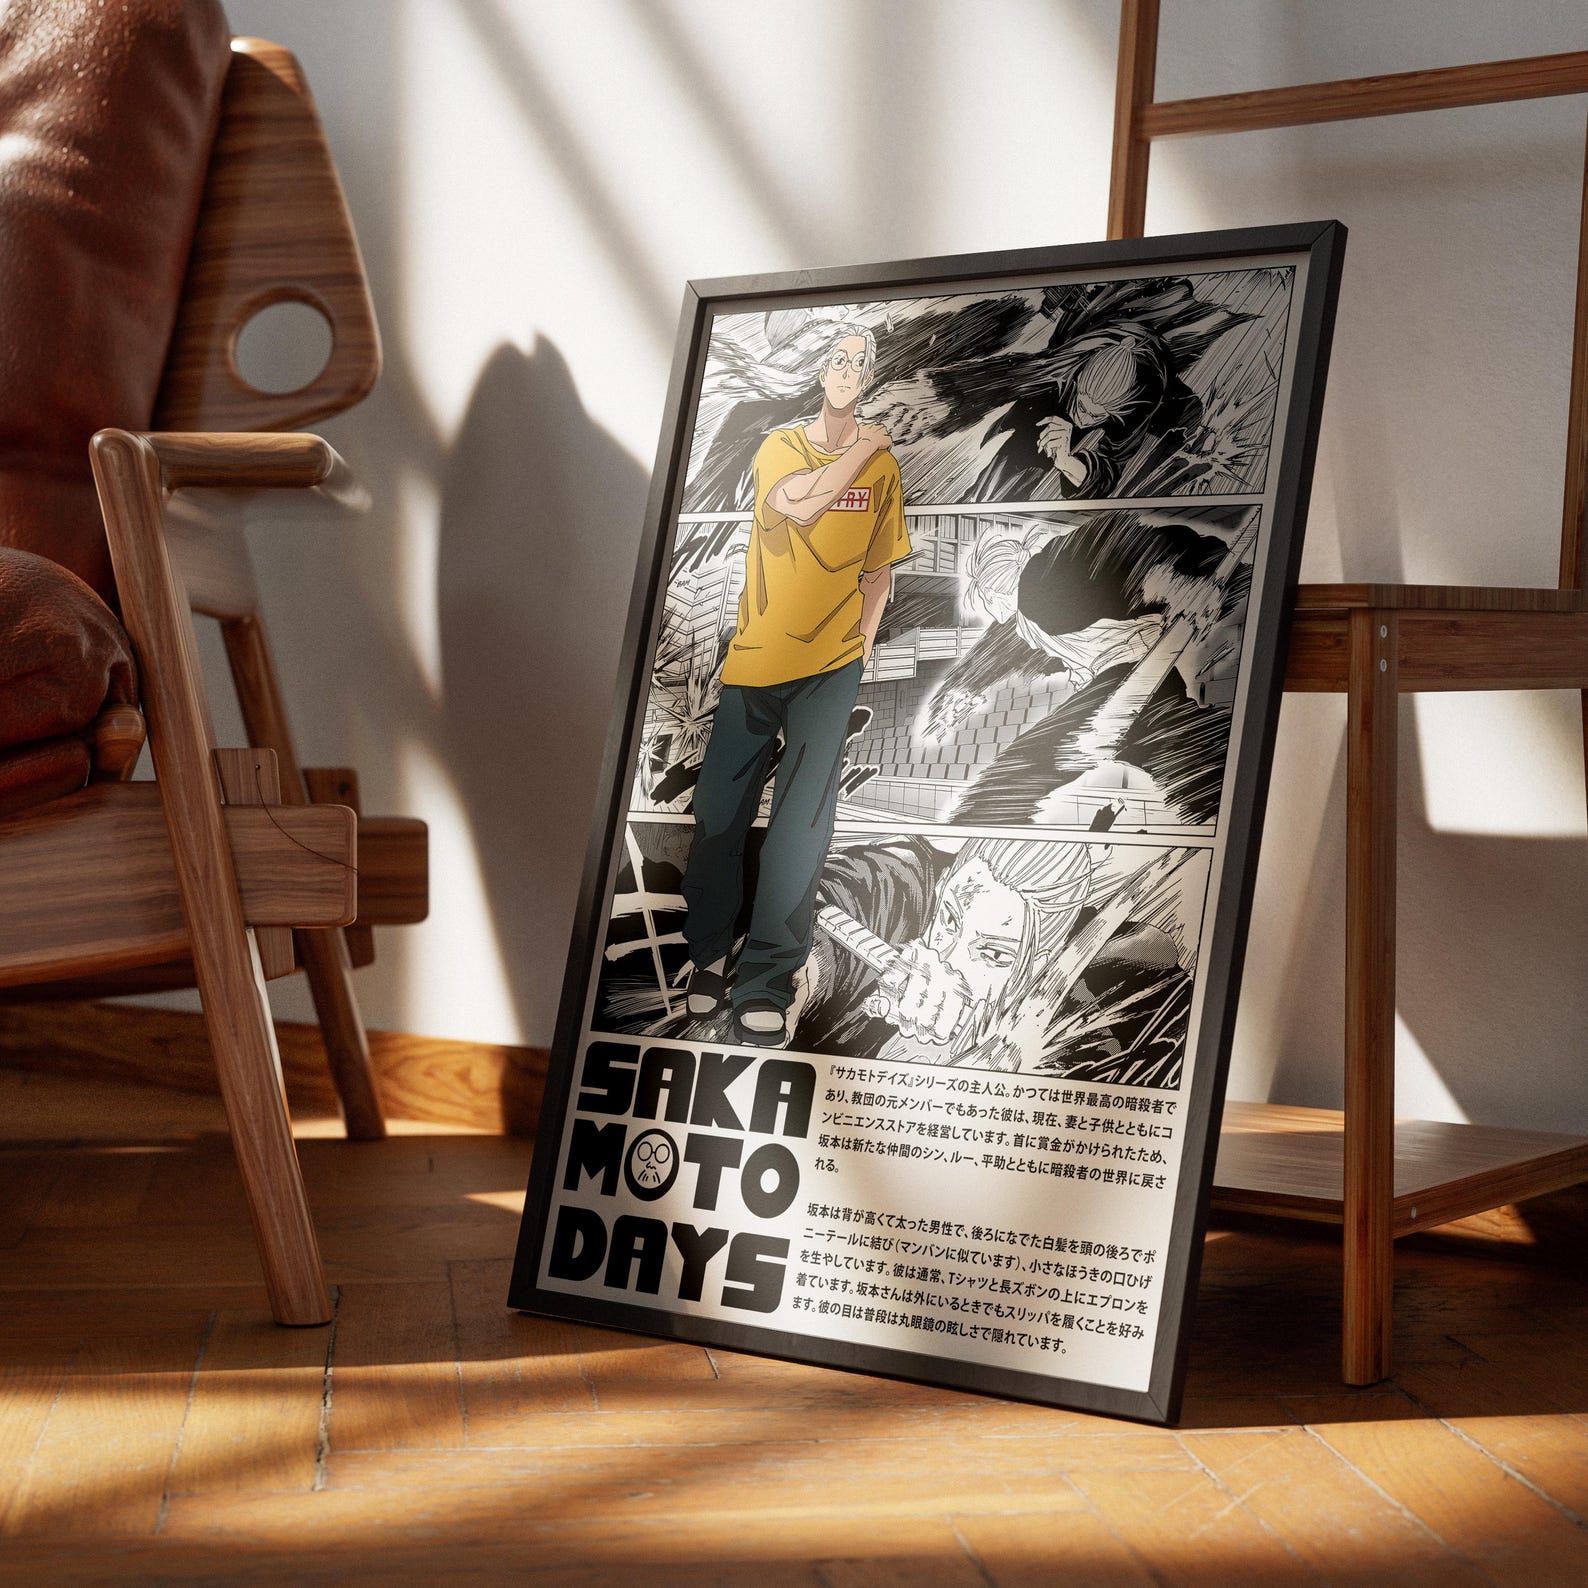 TRY
BAM
SAKA
MOTO
DAYS
『サカモトデイズ』シリーズの主人公。かつては世界最高の暗殺者で
あり、教団の元メンバーでもあった彼は、現在、妻と子供とともにコ
ンビニエンスストアを経営しています。首に賞金がかけられたため、
坂本は新たな仲間のシン、ルー、平助とともに暗殺者の世界に戻さ
れる。
坂本は背が高くて太った男性で、後ろになでた白髪を頭の後ろでポ
ニーテールに結び(マンバンに似ています)、小さなほうきの口ひげ
を生やしています。彼は通常、Tシャツと長ズボンの上にエプロンを
着ています。坂本さんは外にいるときでもスリッパを履くことを好み
ます。彼の目は普段は丸眼鏡の眩しさで隠れています。